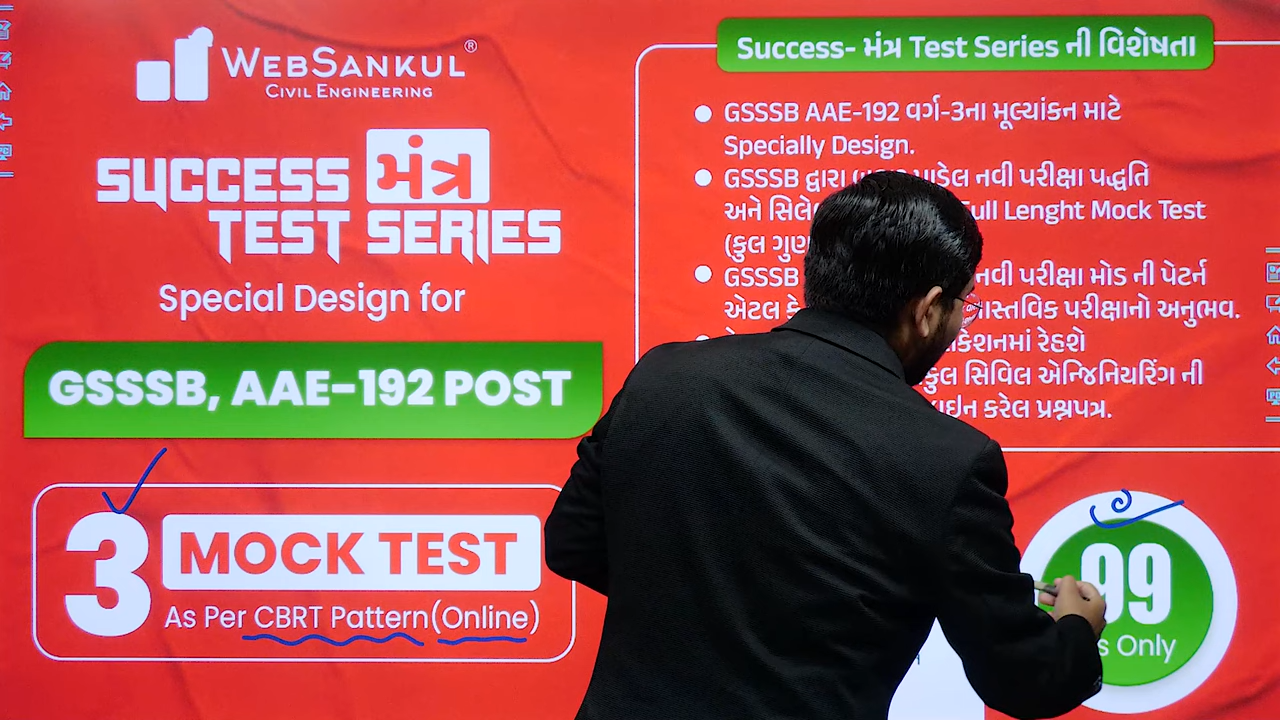 WEBSANKUL®
CIVIL ENGINEERING
SUCCESS મંત્ર
TEST SERIES
Special Design for
GSSSB, AAE-192 POST
3 MOCK TEST
As Per CBRT Pattern(Online)
Success- મંત્ર Test Series ની વિશેષતા
GSSSB AAE-192 વર્ગ-3ના મૂલ્યાંકન માટે
Specially Design.
GSSSB દ્વારા નવી પરીક્ષા પદ્ધતિ
અને Full Lenght Mock Test
(કુલ
GSSSB નવી પરીક્ષા મોડ ની પેટર્ન
એટલ કે વાસ્તવિક પરીક્ષાનો અનુભવ.
રેહશે
સિવિલ એન્જિનિયરિંગ ની
કરેલ પ્રશ્નપત્ર.
99
Only